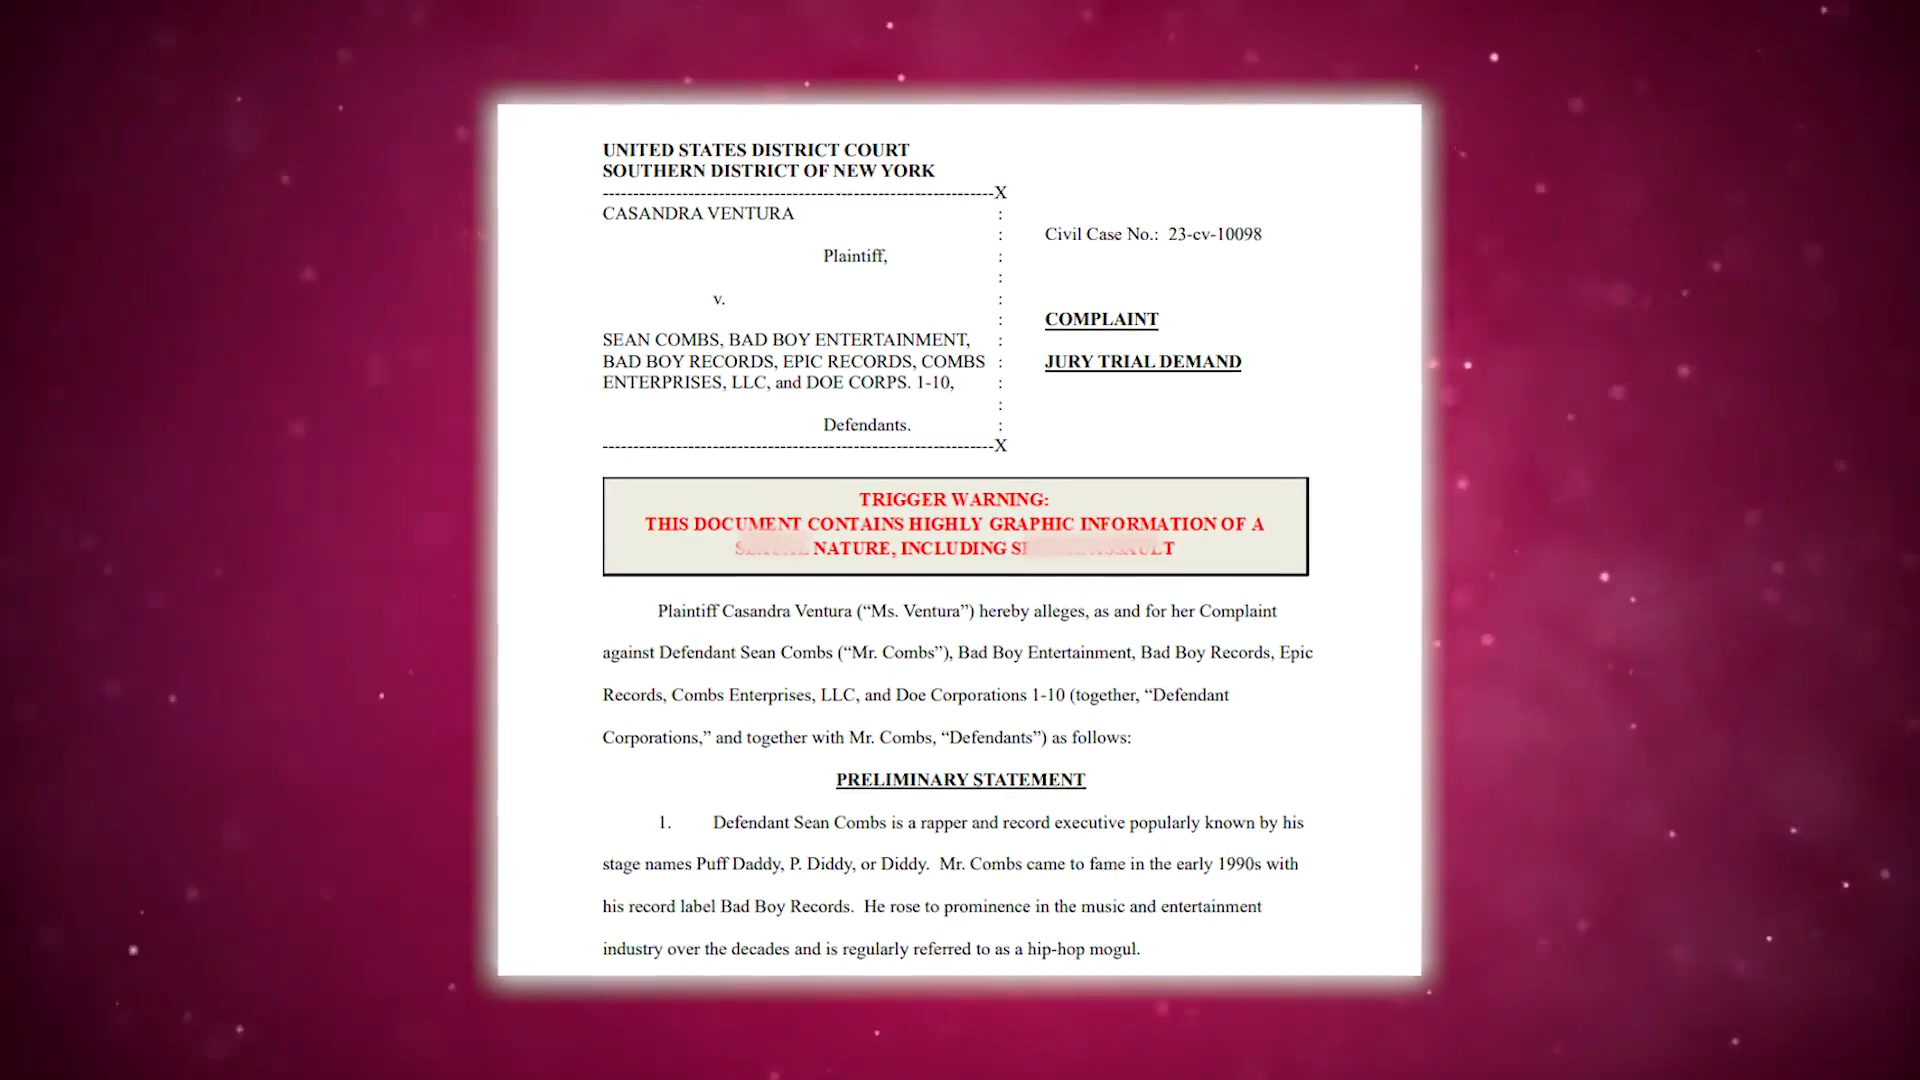 UNITED STATES DISTRICT COURT
SOUTHERN DISTRICT OF NEW YORK
-----------------------------------------------------------------X
CASANDRA VENTURA :
: Civil Case No.: 23-cv-10098
Plaintiff, :
:
v. :
: COMPLAINT
SEAN COMBS, BAD BOY ENTERTAINMENT, :
BAD BOY RECORDS, EPIC RECORDS, COMBS : JURY TRIAL DEMAND
ENTERPRISES, LLC, and DOE CORPS. 1-10, :
:
Defendants. :
-----------------------------------------------------------------X
TRIGGER WARNING:
THIS DOCUMENT CONTAINS HIGHLY GRAPHIC INFORMATION OF A
NATURE, INCLUDING
Plaintiff Casandra Ventura (“Ms. Ventura”) hereby alleges, as and for her Complaint
against Defendant Sean Combs (“Mr. Combs”), Bad Boy Entertainment, Bad Boy Records, Epic
Records, Combs Enterprises, LLC, and Doe Corporations 1-10 (together, “Defendant
Corporations,” and together with Mr. Combs, “Defendants”) as follows:
PRELIMINARY STATEMENT
1. Defendant Sean Combs is a rapper and record executive popularly known by his
stage names Puff Daddy, P. Diddy, or Diddy. Mr. Combs came to fame in the early 1990s with
his record label Bad Boy Records. He rose to prominence in the music and entertainment
industry over the decades and is regularly referred to as a hip-hop mogul.